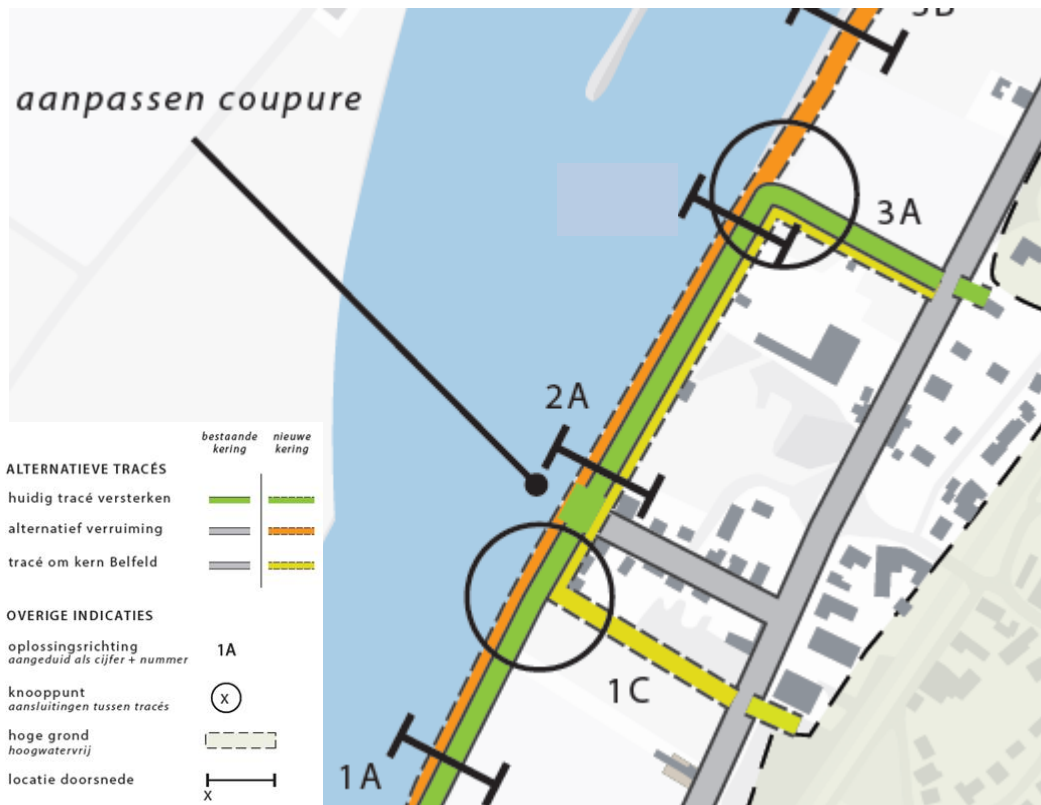 3B
aanpassen coupure
3A
2A
1C
1A
bestaande kering
nieuwe kering
ALTERNATIEVE TRACÉS
huidig tracé versterken
alternatief verruiming
tracé om kern Belfeld
OVERIGE INDICATIES
oplossingsrichting
aangeduid als cijfer + nummer
1A
knooppunt
aansluitingen tussen tracés
X
hoge grond
hoogwatervrij
locatie doorsnede
X